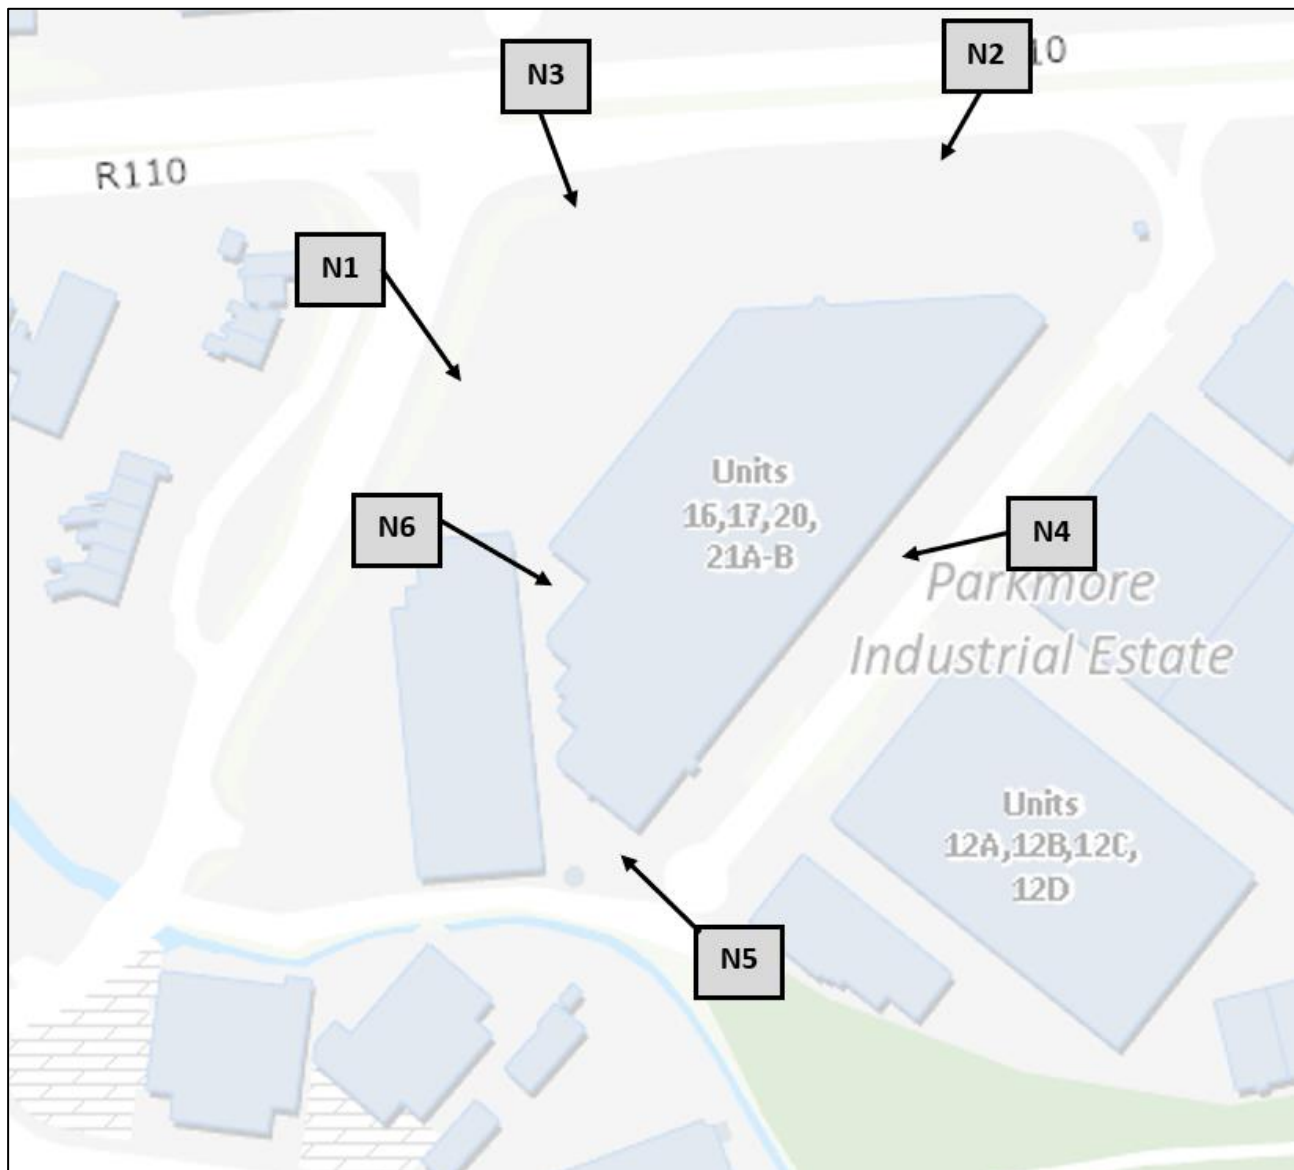 N3
N2
10
R110
N1
Units
16,17,20,
21A-B
N6
N4
Parkmore
Industrial Estate
Units
12A,12B,12C,
12D
N5